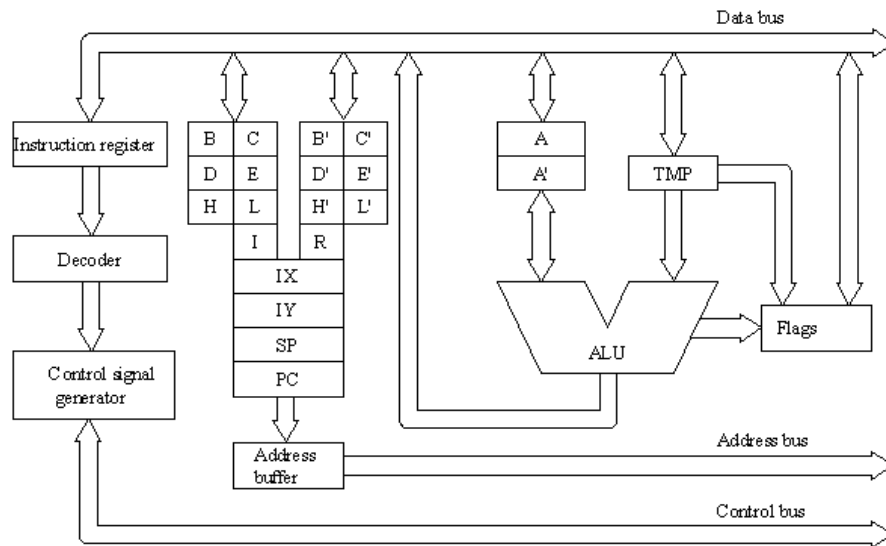 Data bus
Instruction register
B C
B' C'
A
D E
D' E'
A'
TMP
H L
H' L'
I R
Decoder
IX
IY
SP
PC
ALU
Flags
Control signal
generator
Address
buffer
Address bus
Control bus